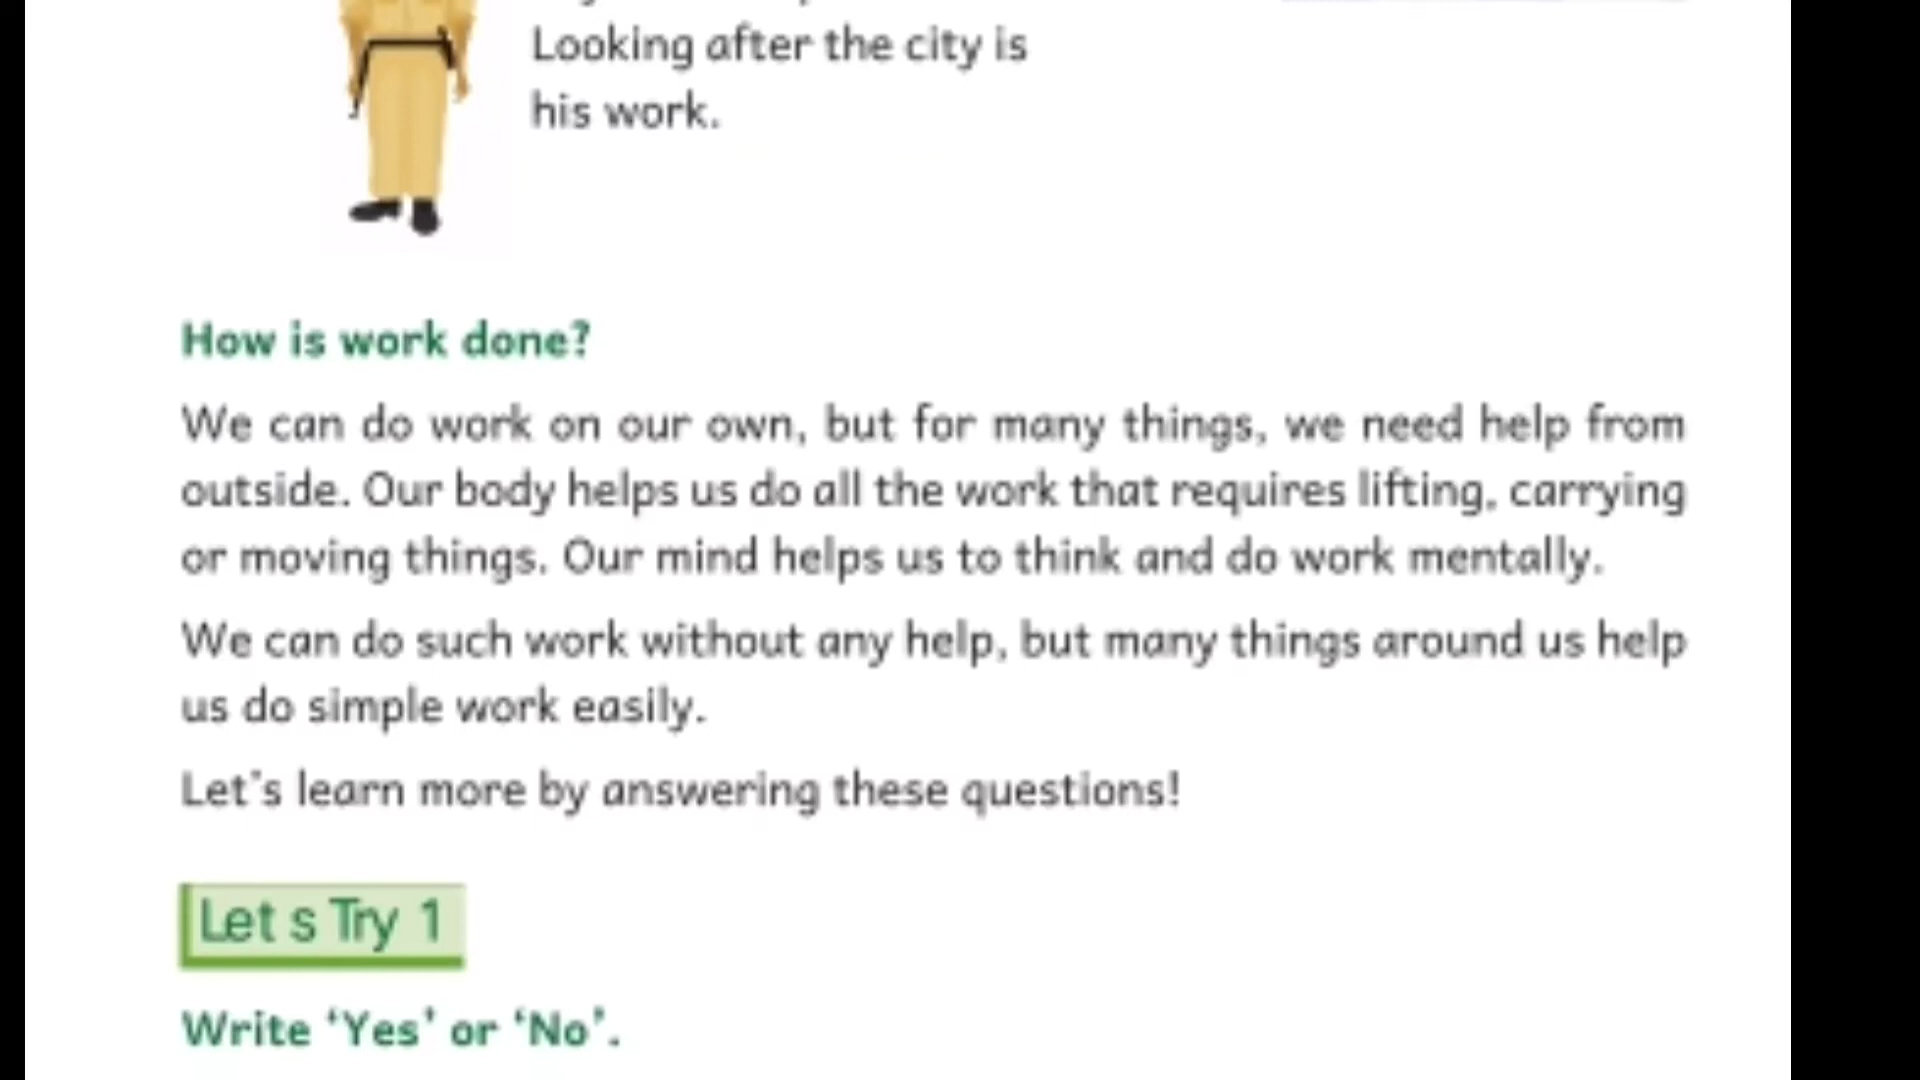 Looking after the city is
his work.
How is work done?
We can do work on our own, but for many things, we need help from
outside. Our body helps us do all the work that requires lifting, carrying
or moving things. Our mind helps us to think and do work mentally.
We can do such work without any help, but many things around us help
us do simple work easily.
Let's learn more by answering these questions!
Let s Try 1
Write ‘Yes’ or ‘No’.